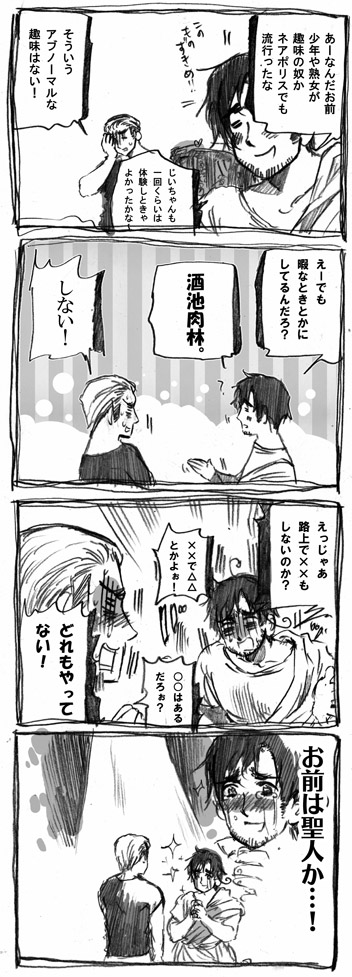 あーなんだお前
少年や熟女が
趣味の奴か
ネアポリスでも
流行ったな
この
ものずきめ!!
そういう
アブノーマルな
趣味はない!
じいちゃんも
一回くらいは
体験しときゃ
よかったかな
えーでも
暇なときとかに
してるんだろ?
酒池肉林。
しない!
えっじゃあ
路上で××も
しないのか?
××で△△
とかよぉ!
○○はある
だろぉ?
どれもやって
ない!
お前は聖人か…!